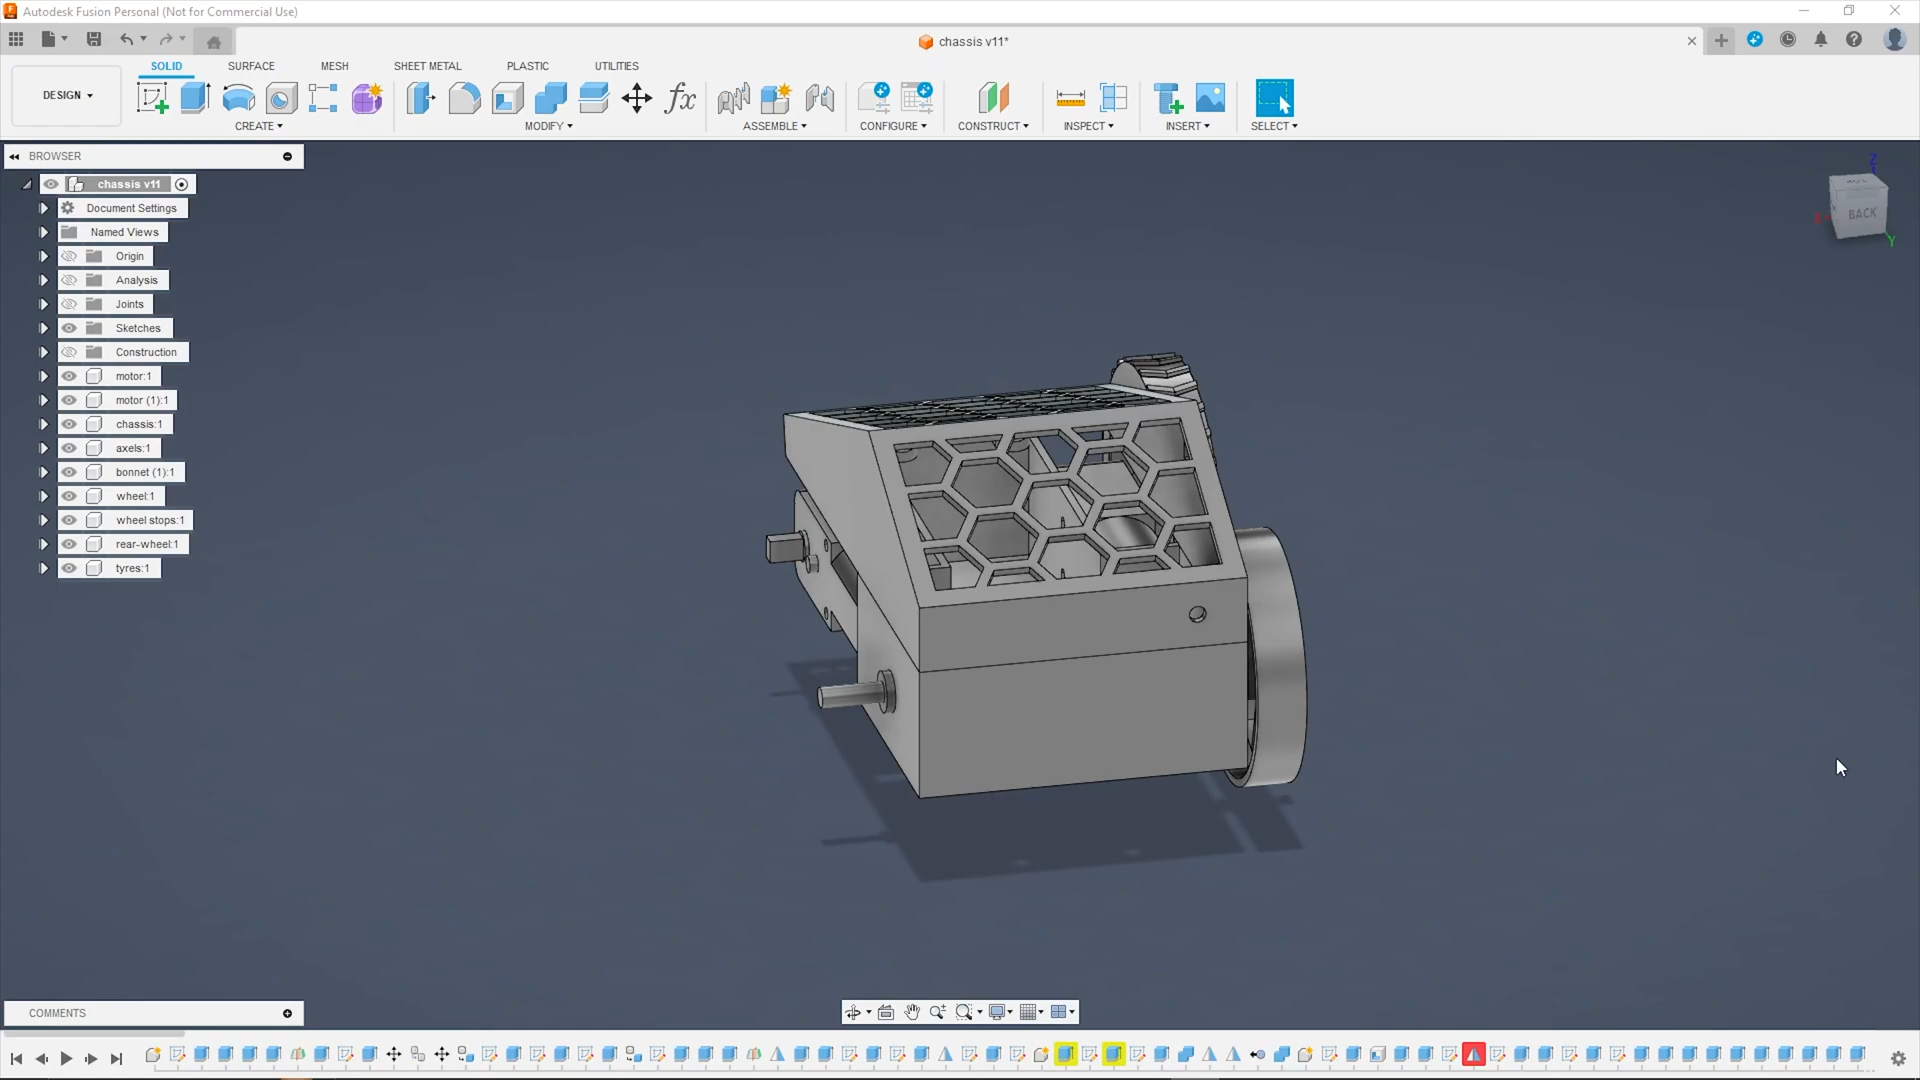 Autodesk Fusion Personal (Not for Commercial Use)
chassis v11*
SOLID SURFACE MESH SHEET METAL PLASTIC UTILITIES
DESIGN
fx
CREATE MODIFY ASSEMBLE CONFIGURE CONSTRUCT INSPECT INSERT SELECT
BROWSER
chassis v11
Document Settings
Named Views
Origin
Analysis
Joints
Sketches
Construction
motor:1
motor (1):1
chassis:1
axels:1
bonnet (1):1
wheel:1
wheel stops:1
rear-wheel:1
tyres:1
Z
BACK
Y
COMMENTS